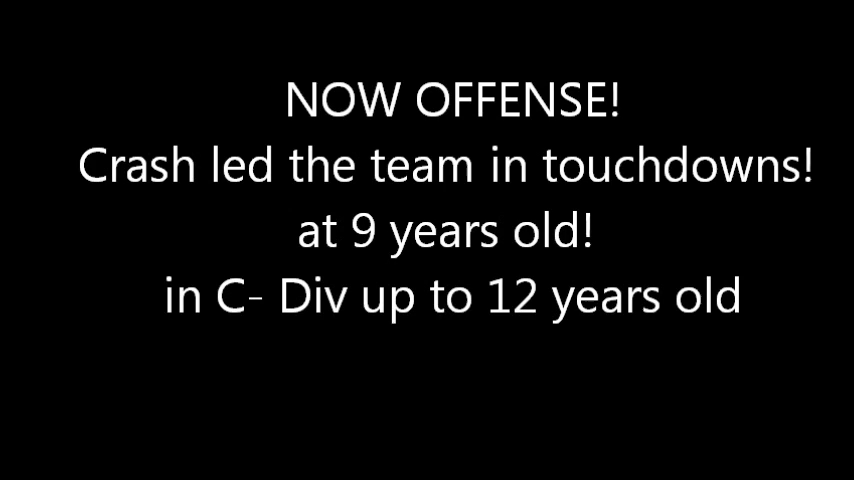 NOW OFFENSE!
Crash led the team in touchdowns!
at 9 years old!
in C- Div up to 12 years old